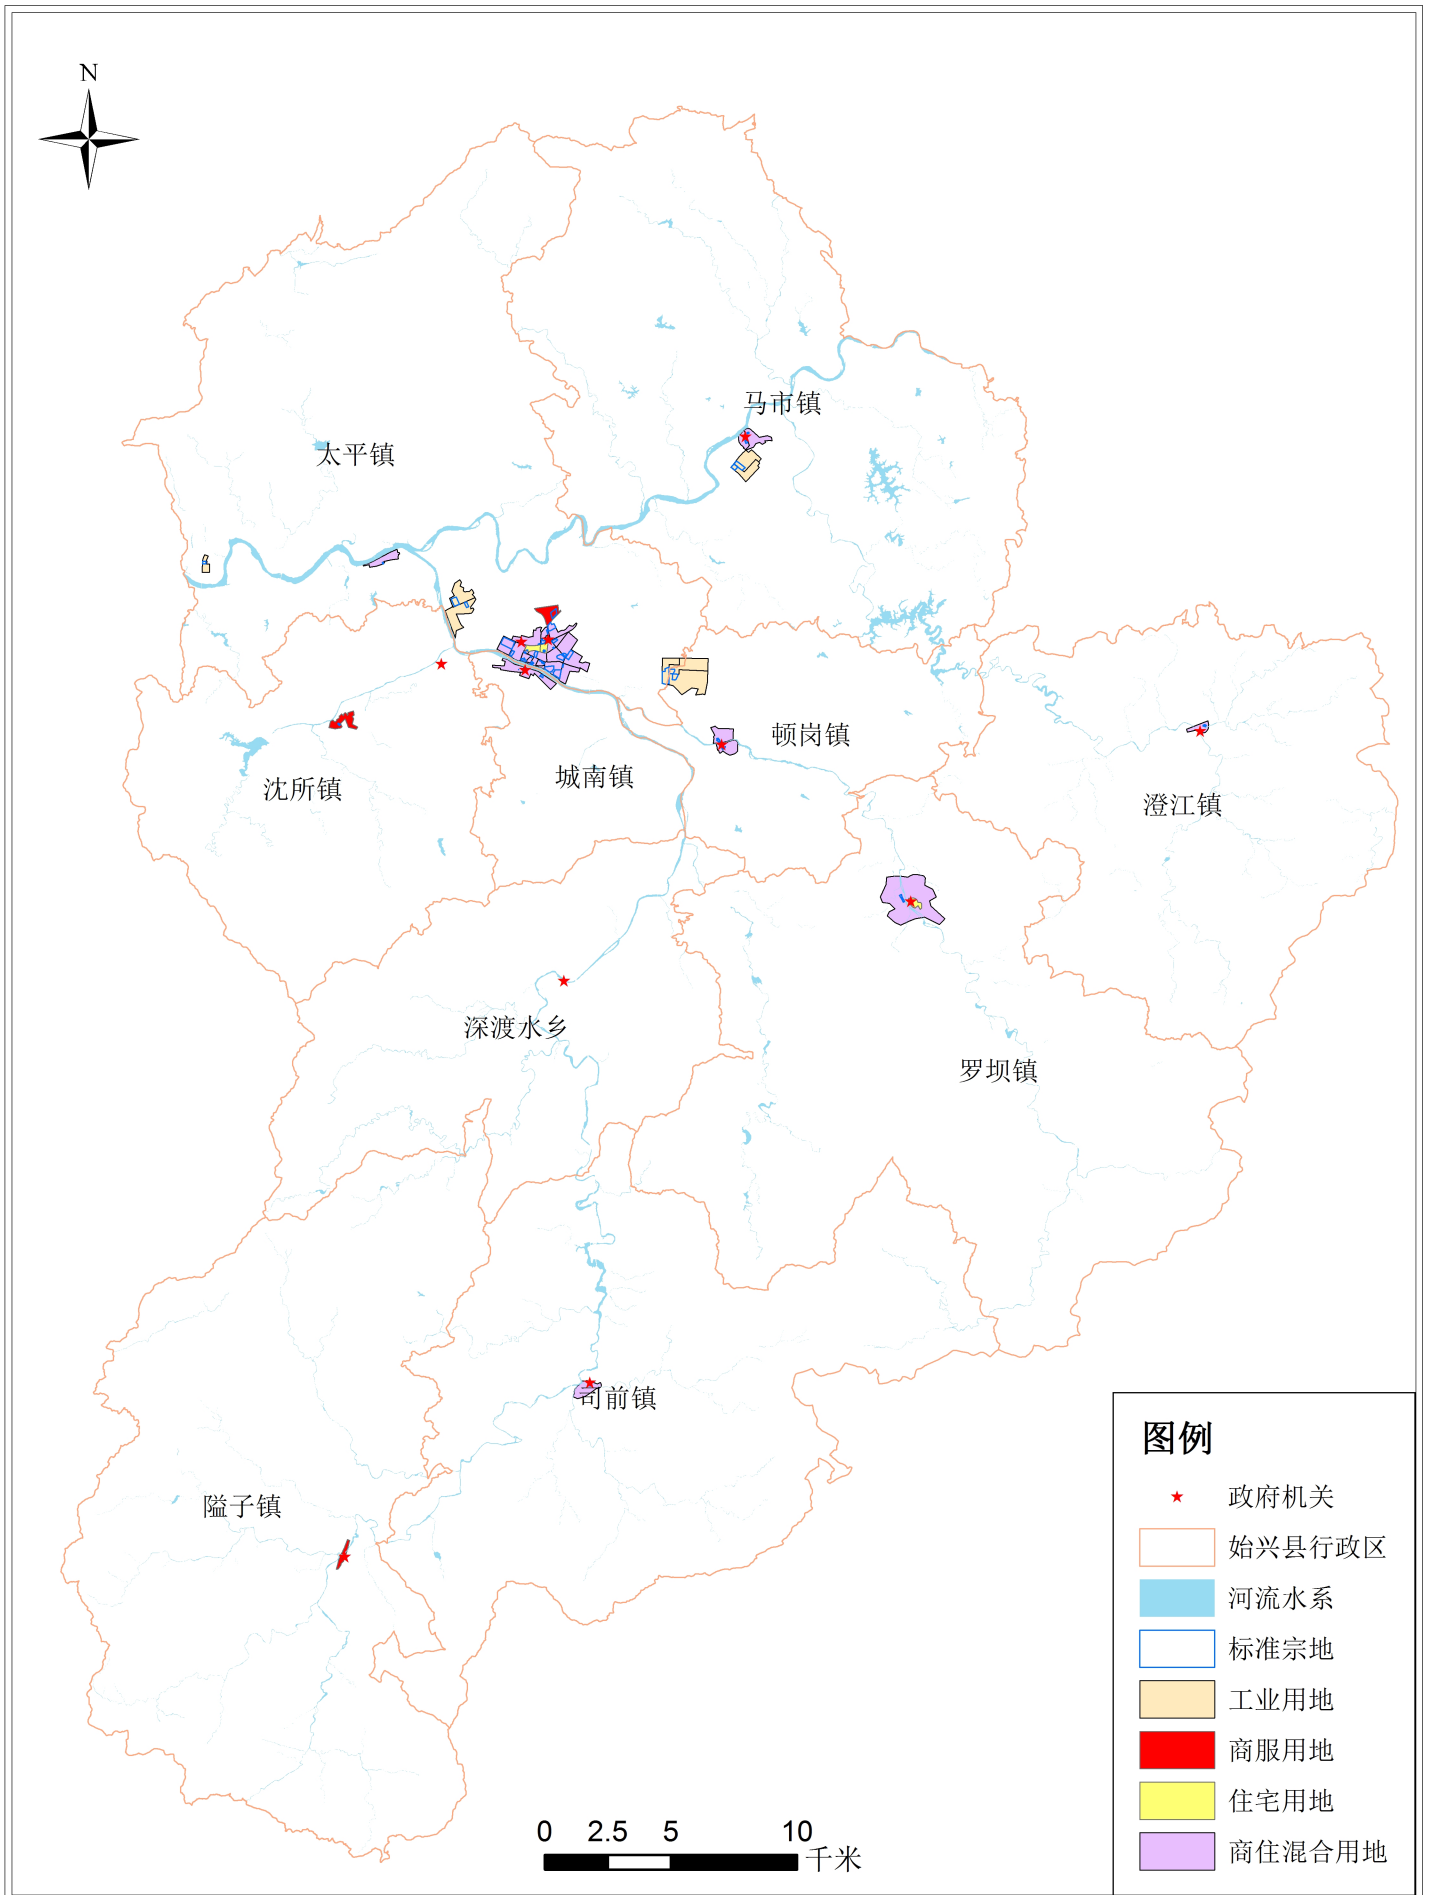 N
马市镇
太平镇
顿岗镇
城南镇
沈所镇
澄江镇
深渡水乡
罗坝镇
司前镇
隘子镇
图例
政府机关
始兴县行政区
河流水系
标准宗地
工业用地
商服用地
住宅用地
商住混合用地
0 2.5 5 10
千米